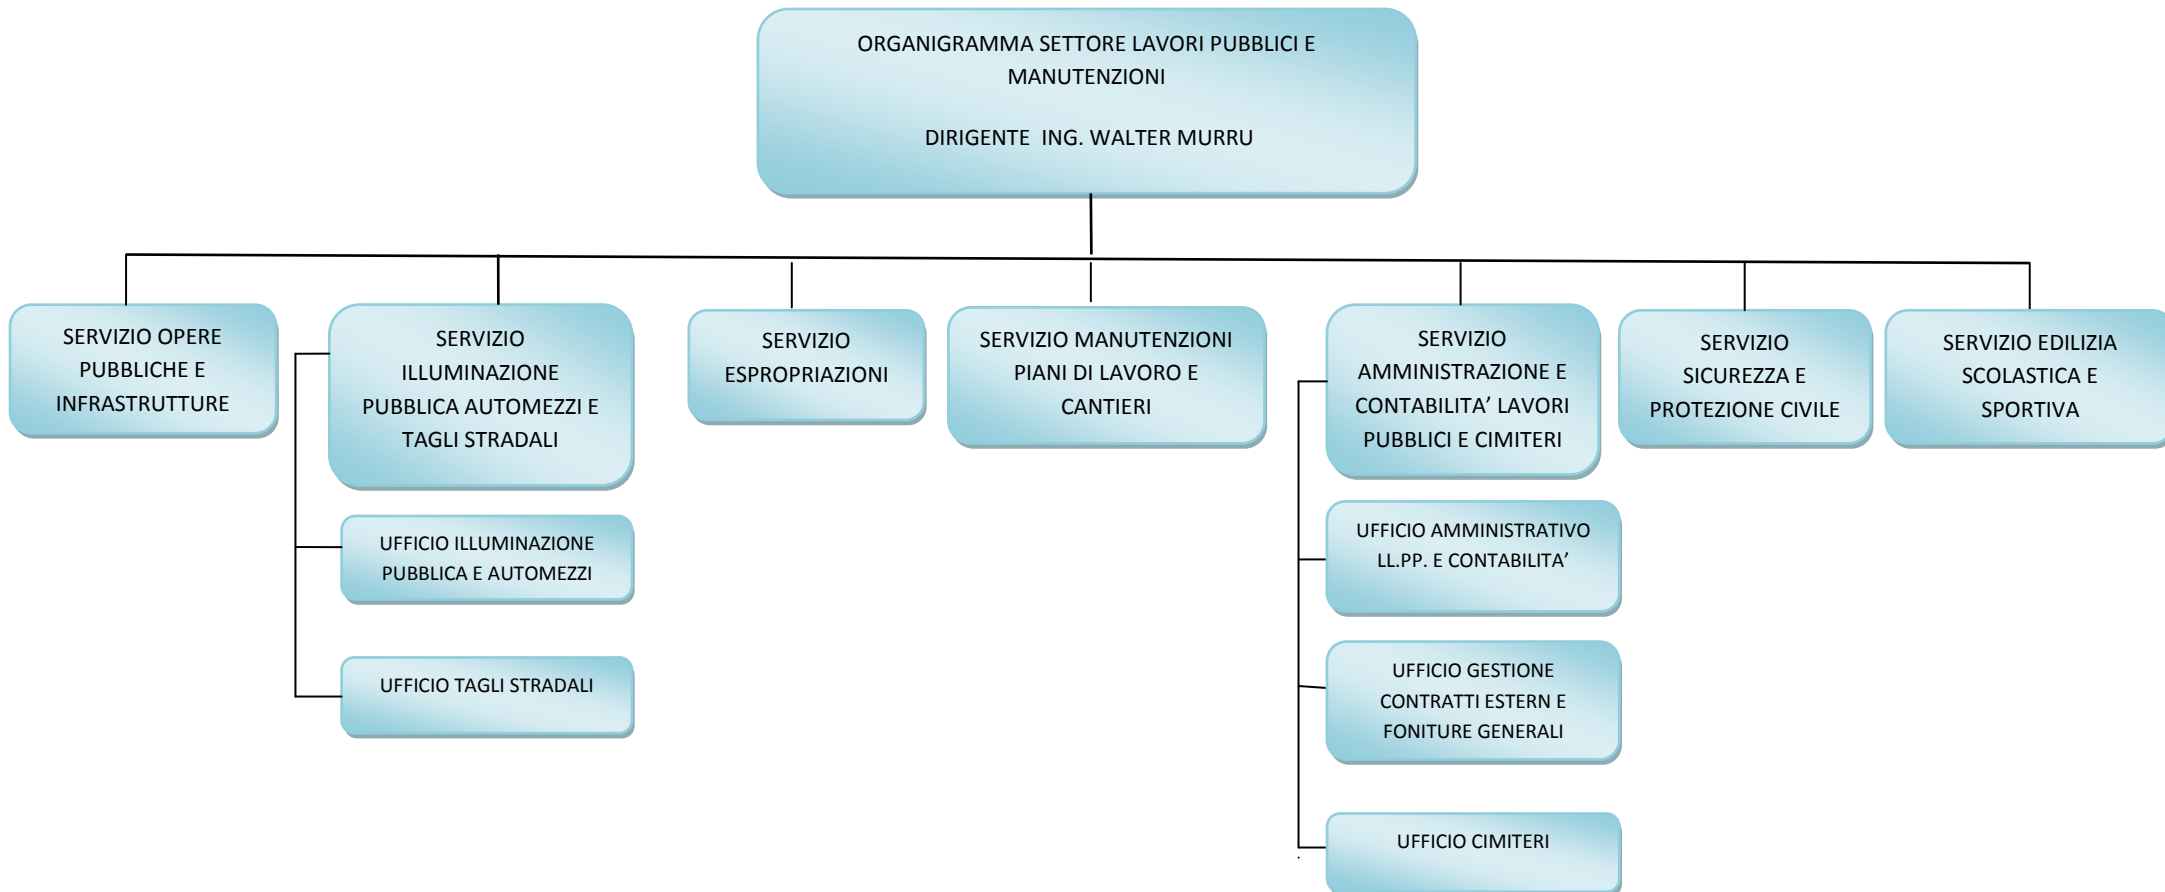 ORGANIGRAMMA SETTORE LAVORI PUBBLICI E
MANUTENZIONI
DIRIGENTE ING. WALTER MURRU
SERVIZIO OPERE
PUBBLICHE E
INFRASTRUTTURE
SERVIZIO
ILLUMINAZIONE
PUBBLICA AUTOMEZZI E
TAGLI STRADALI
SERVIZIO
ESPROPRIAZIONI
SERVIZIO MANUTENZIONI
PIANI DI LAVORO E
CANTIERI
SERVIZIO
AMMINISTRAZIONE E
CONTABILITA’ LAVORI
PUBBLICI E CIMITERI
SERVIZIO
SICUREZZA E
PROTEZIONE CIVILE
SERVIZIO EDILIZIA
SCOLASTICA E
SPORTIVA
UFFICIO ILLUMINAZIONE
PUBBLICA E AUTOMEZZI
UFFICIO TAGLI STRADALI
UFFICIO AMMINISTRATIVO
LL.PP. E CONTABILITA’
UFFICIO GESTIONE
CONTRATTI ESTERN E
FONITURE GENERALI
UFFICIO CIMITERI